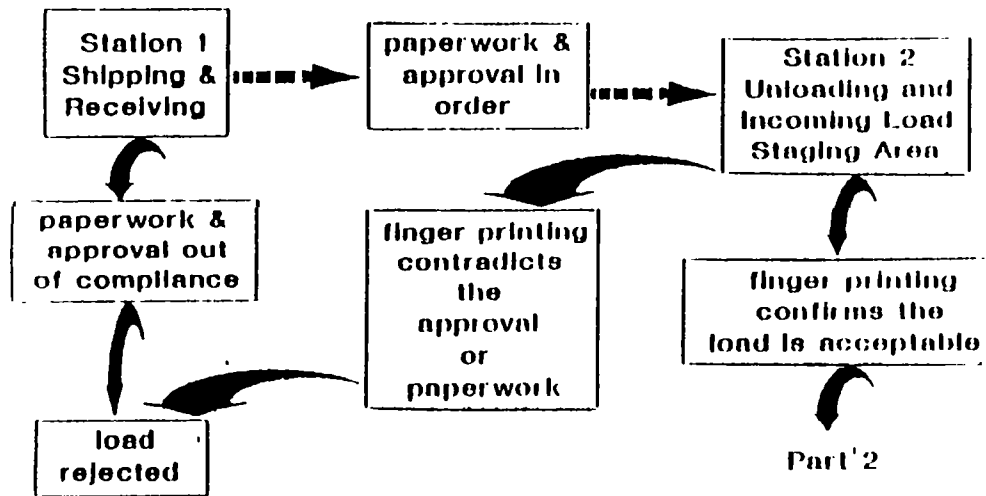 Station 1
Shipping &
Receiving
paperwork &
approval in
order
Station 2
Unloading and
Incoming Load
Staging Area
paperwork &
approval out
of compliance
finger printing
contradicts
the
approval
or
paperwork
finger printing
confirms the
load is acceptable
load
rejected
Part'2